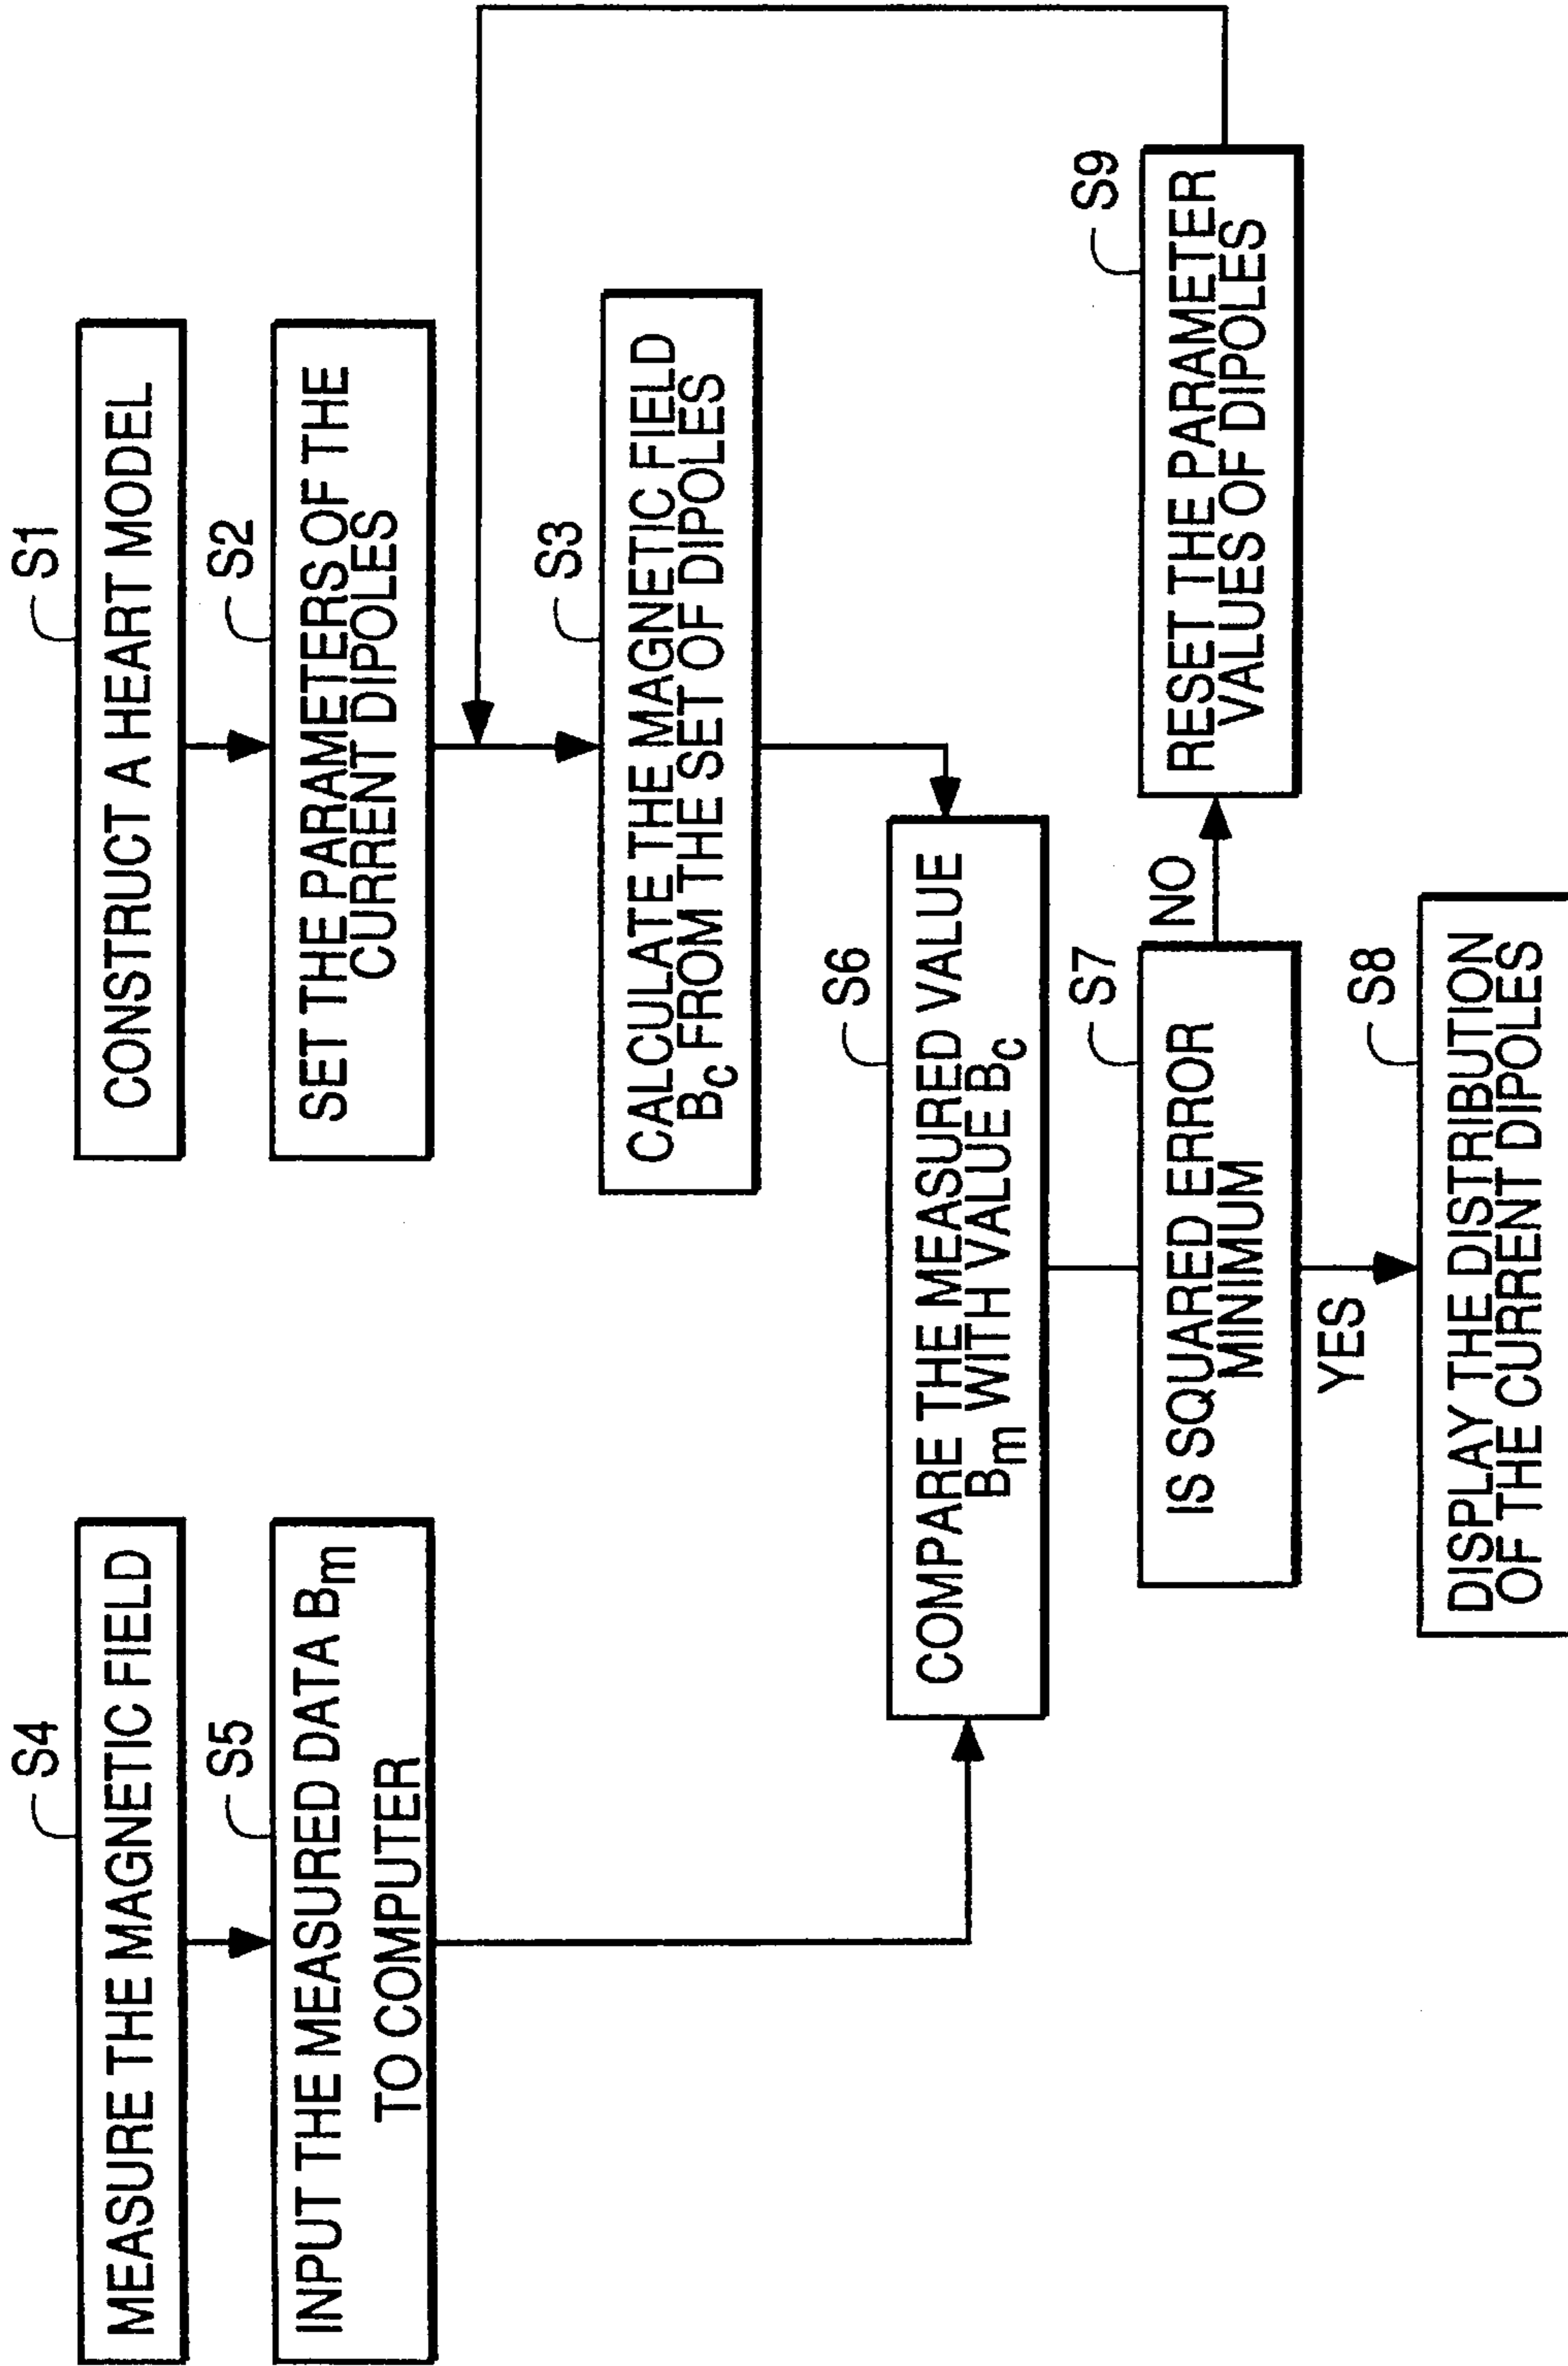 S4
MEASURE THE MAGNETIC FIELD
S5
INPUT THE MEASURED DATA Bm
TO COMPUTER
S1
CONSTRUCT A HEART MODEL
S2
SET THE PARAMETERS OF THE
CURRENT DIPOLES
S3
CALCULATE THE MAGNETIC FIELD
Bc FROM THE SET OF DIPOLES
S6
COMPARE THE MEASURED VALUE
Bm WITH VALUE Bc
S7
IS SQUARED ERROR
MINIMUM
NO
YES
S9
RESET THE PARAMETER
VALUES OF DIPOLES
S8
DISPLAY THE DISTRIBUTION
OF THE CURRENT DIPOLES